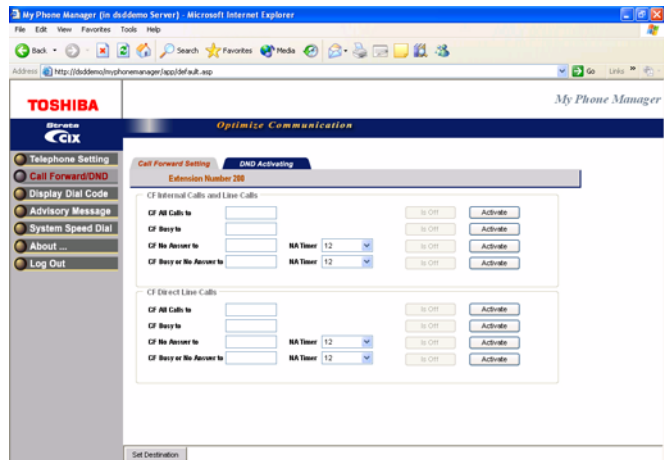 My Phone Manager (in dsddemo Server) - Microsoft Internet Explorer
File Edit View Favorites Tools Help
Back Search Favorites Media
Address http://dsddemo/myphonemanager/app/default.asp Go Links
TOSHIBA
My Phone Manager
Strata CIX
Optimize Communication
Telephone Setting
Call Forward/DND
Display Dial Code
Advisory Message
System Speed Dial
About ...
Log Out
Call Forward Setting DND Activating
Extension Number 200
CF Internal Calls and Line Calls
CF All Calls to Is Off Activate
CF Busy to Is Off Activate
CF No Answer to NA Timer 12 Is Off Activate
CF Busy or No Answer to NA Timer 12 Is Off Activate
CF Direct Line Calls
CF All Calls to Is Off Activate
CF Busy to Is Off Activate
CF No Answer to NA Timer 12 Is Off Activate
CF Busy or No Answer to NA Timer 12 Is Off Activate
Set Destination